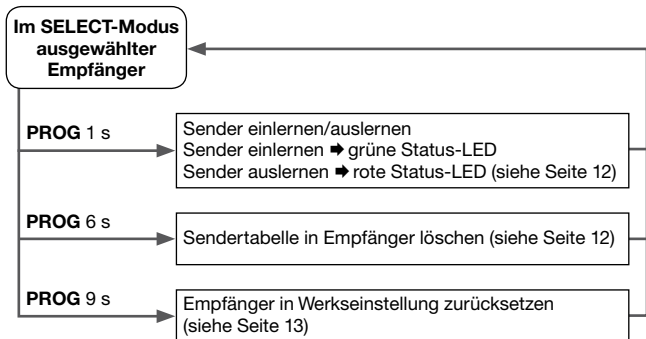 Im SELECT-Modus
ausgewählter
Empfänger
PROG 1 s
Sender einlernen/auslernen
Sender einlernen ➡ grüne Status-LED
Sender auslernen ➡ rote Status-LED (siehe Seite 12)
PROG 6 s
Sendertabelle in Empfänger löschen (siehe Seite 12)
PROG 9 s
Empfänger in Werkseinstellung zurücksetzen
(siehe Seite 13)